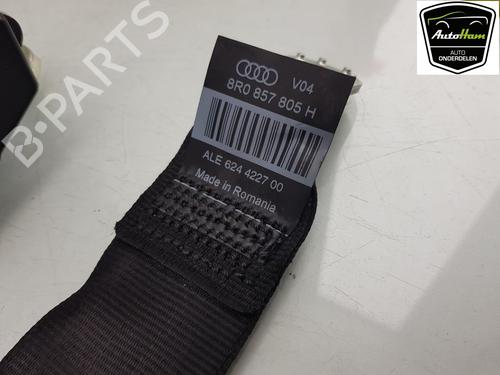 AutoHam
AUTO
ONDERDELEN
B-PARTS
V04
8R0 857 805 H
ALE 624 4227 00
Made in Romania